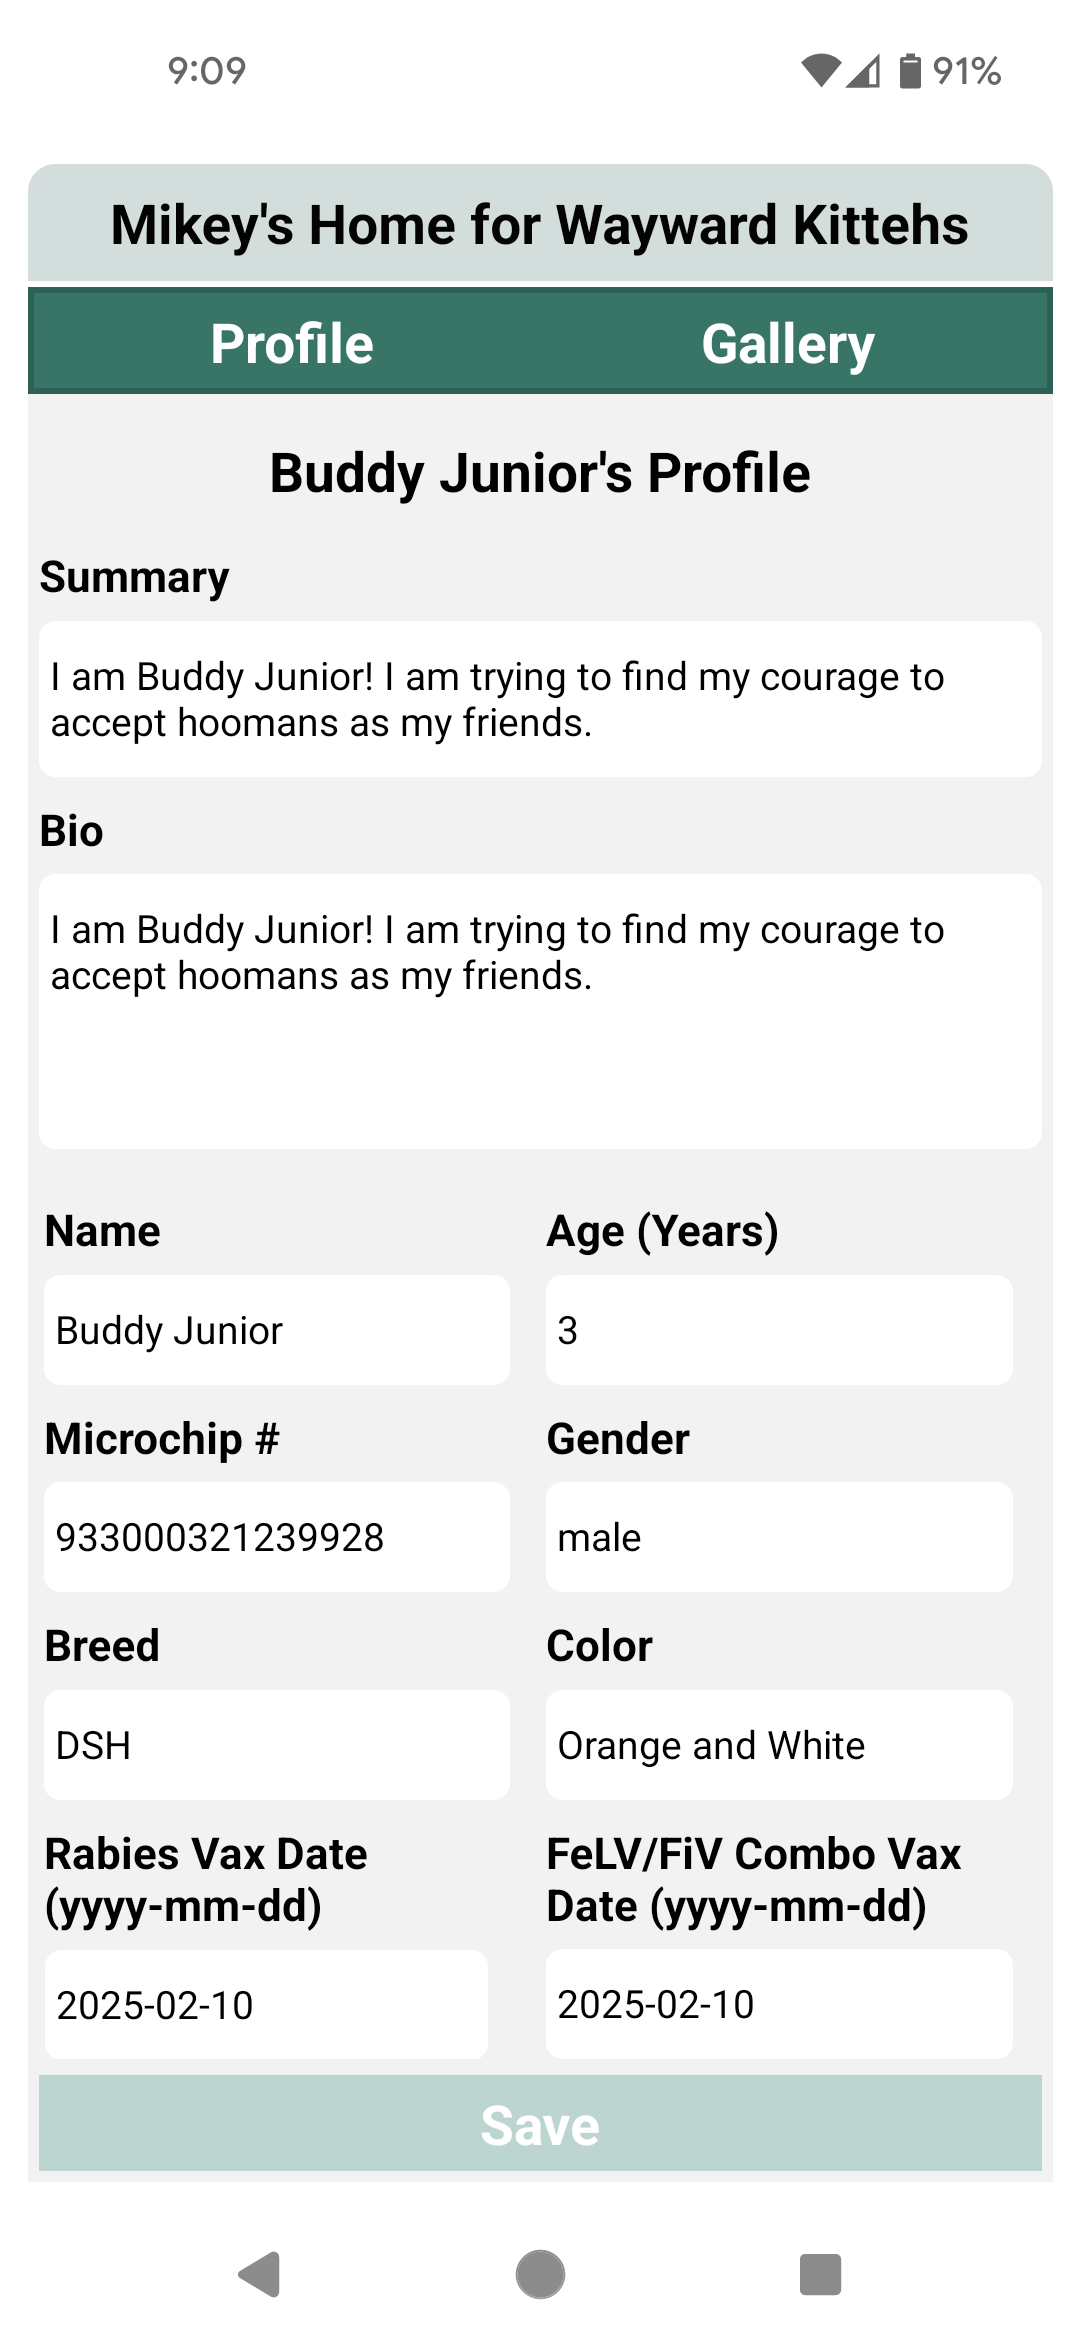 9:09
91%
Mikey's Home for Wayward Kittehs
Profile
Gallery
Buddy Junior's Profile
Summary
I am Buddy Junior! I am trying to find my courage to
accept hoomans as my friends.
Bio
I am Buddy Junior! I am trying to find my courage to
accept hoomans as my friends.
Name
Age (Years)
Buddy Junior
3
Microchip #
Gender
933000321239928
male
Breed
Color
DSH
Orange and White
Rabies Vax Date
(yyyy-mm-dd)
FeLV/FiV Combo Vax
Date (yyyy-mm-dd)
2025-02-10
2025-02-10
Save